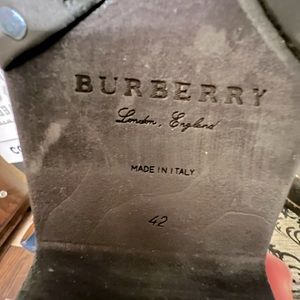 BURBERRY
London, England
MADE IN ITALY
42